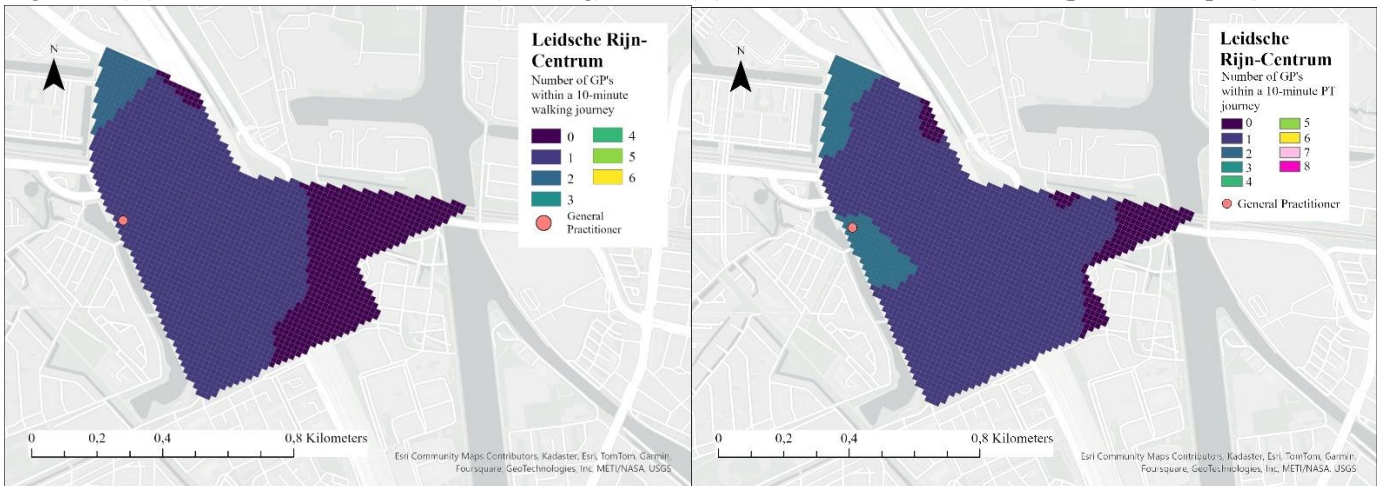 N
Leidsche Rijn-
Centrum
Number of GP's
within a 10-minute
walking journey
0 4
1 5
2 6
3
General
Practitioner
0 0,2 0,4 0,8 Kilometers
Esri Community Maps Contributors, Kadaster, Esri, TomTom, Garmin,
Foursquare, GeoTechnologies, Inc, METI/NASA, USGS
N
Leidsche
Rijn-Centrum
Number of GP's
within a 10-minute PT
journey
0 5
1 6
2 7
3 8
4
General Practitioner
0 0,2 0,4 0,8 Kilometers
Esri Community Maps Contributors, Kadaster, Esri, TomTom, Garmin,
Foursquare, GeoTechnologies, Inc, METI/NASA, USGS